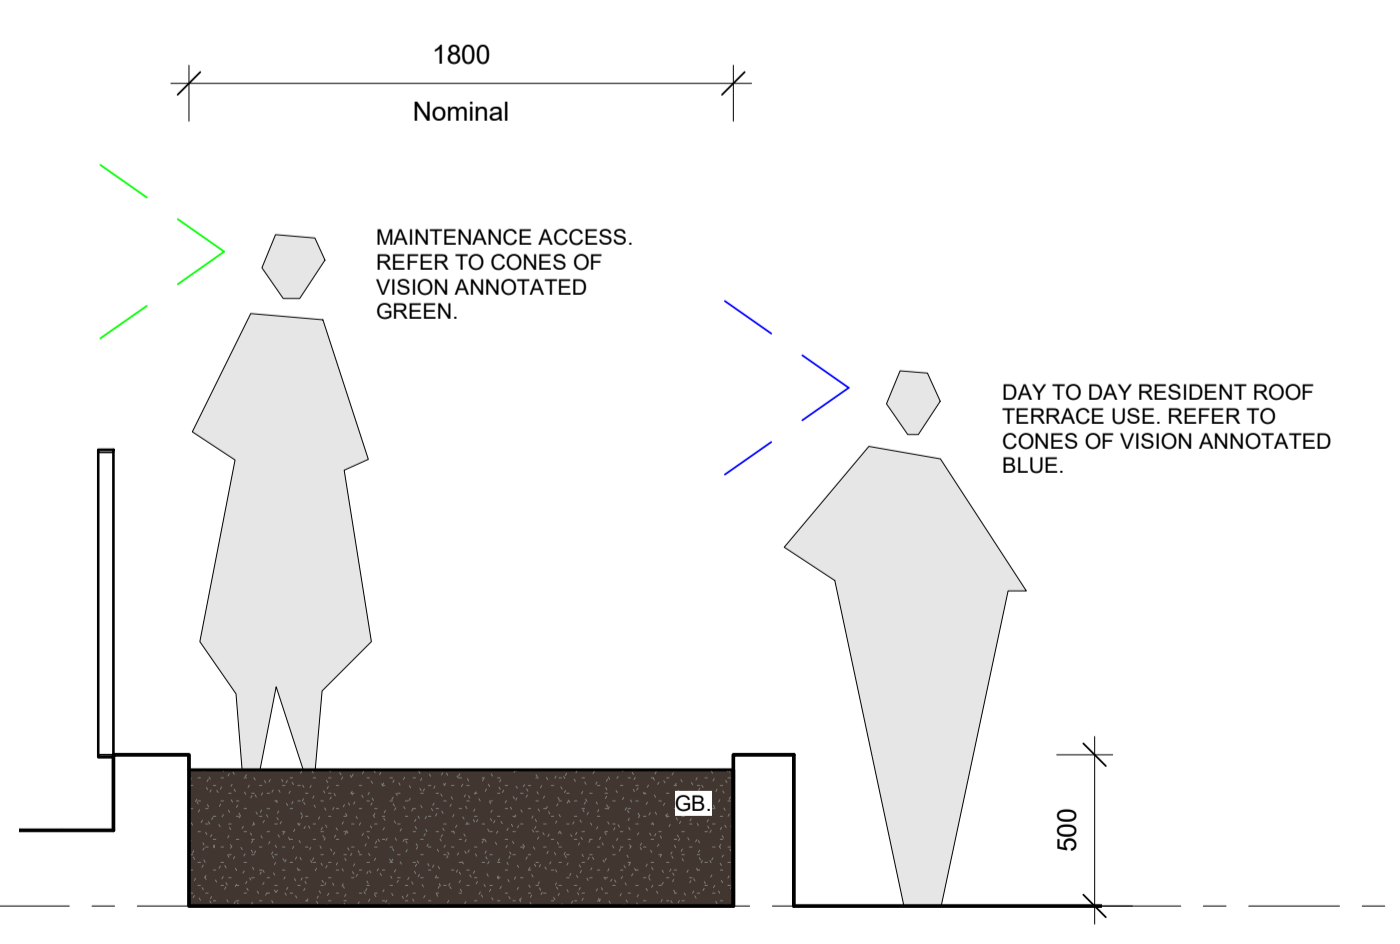 1800
Nominal
MAINTENANCE ACCESS.
REFER TO CONES OF
VISION ANNOTATED
GREEN.
DAY TO DAY RESIDENT ROOF
TERRACE USE. REFER TO
CONES OF VISION ANNOTATED
BLUE.
GB.
500